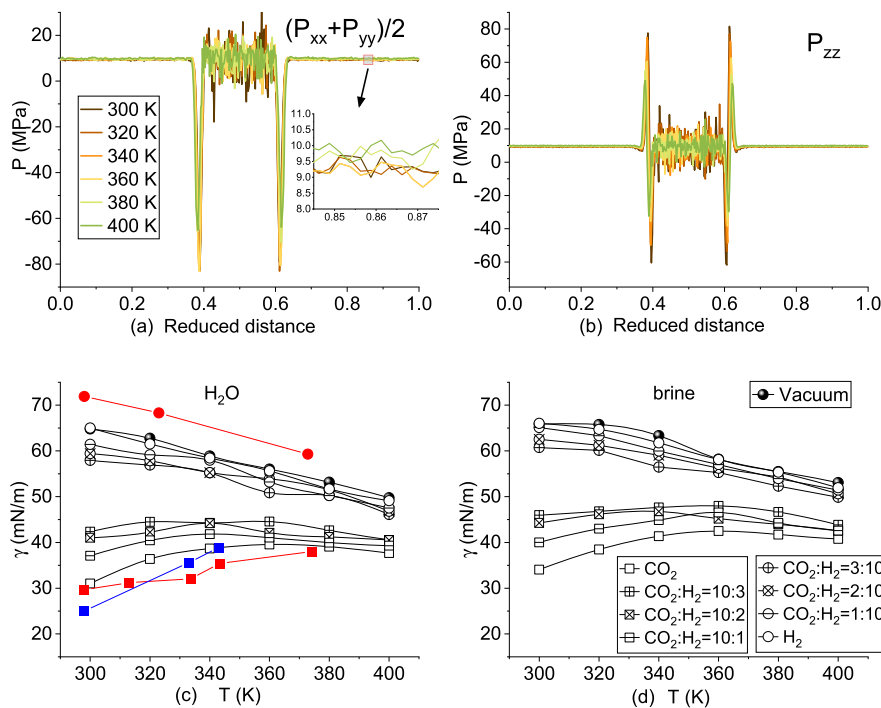 (Pxx+Pyy)/2
20
0
-20
-40
-60
-80
P (MPa)
300 K
320 K
340 K
360 K
380 K
400 K
11.0
10.5
10.0
9.5
9.0
8.5
8.0
0.85 0.86 0.87
0.0 0.2 0.4 0.6 0.8 1.0
(a) Reduced distance
Pzz
80
60
40
20
0
-20
-40
-60
P (MPa)
0.0 0.2 0.4 0.6 0.8 1.0
(b) Reduced distance
H2O
70
60
50
40
30
20
γ (mN/m)
300 320 340 360 380 400
(c) T (K)
brine
Vacuum
70
60
50
40
30
20
γ (mN/m)
CO2
CO2:H2=10:3
CO2:H2=10:2
CO2:H2=10:1
CO2:H2=3:10
CO2:H2=2:10
CO2:H2=1:10
H2
300 320 340 360 380 400
(d) T (K)